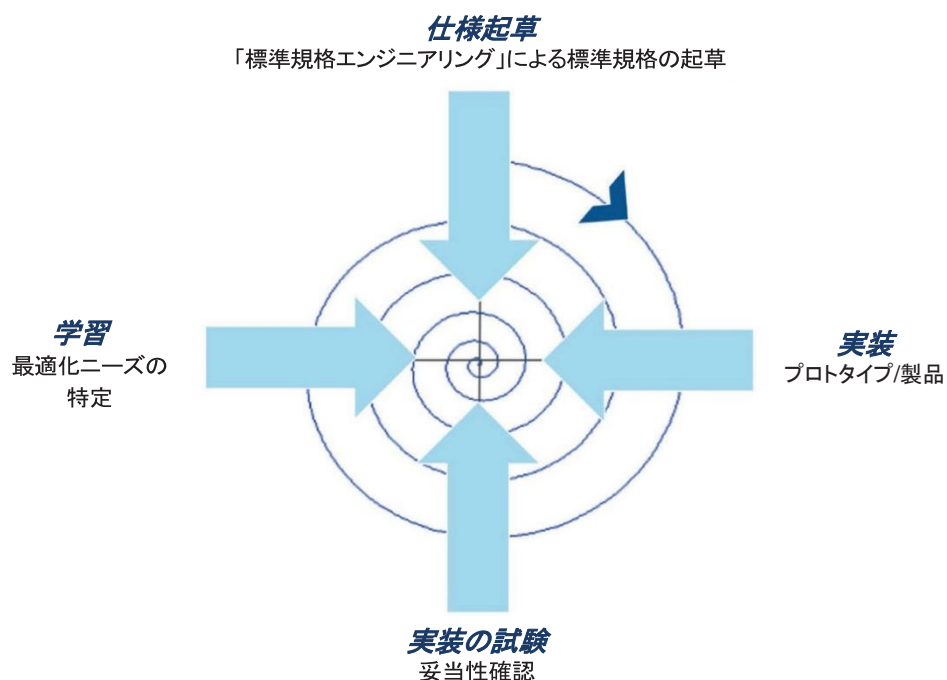 仕様起草
「標準規格エンジニアリング」による標準規格の起草
学習
最適化ニーズの
特定
実装
プロトタイプ/製品
実装の試験
妥当性確認